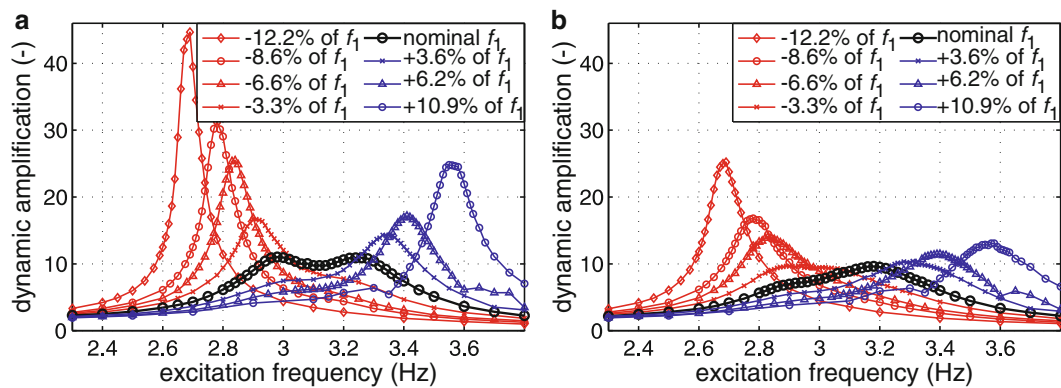 a
dynamic amplification (-)
40
30
20
10
0
-12.2% of f1
-8.6% of f1
-6.6% of f1
-3.3% of f1
nominal f1
+3.6% of f1
+6.2% of f1
+10.9% of f1
2.4 2.6 2.8 3 3.2 3.4 3.6
excitation frequency (Hz)
b
dynamic amplification (-)
40
30
20
10
0
-12.2% of f1
-8.6% of f1
-6.6% of f1
-3.3% of f1
nominal f1
+3.6% of f1
+6.2% of f1
+10.9% of f1
2.4 2.6 2.8 3 3.2 3.4 3.6
excitation frequency (Hz)